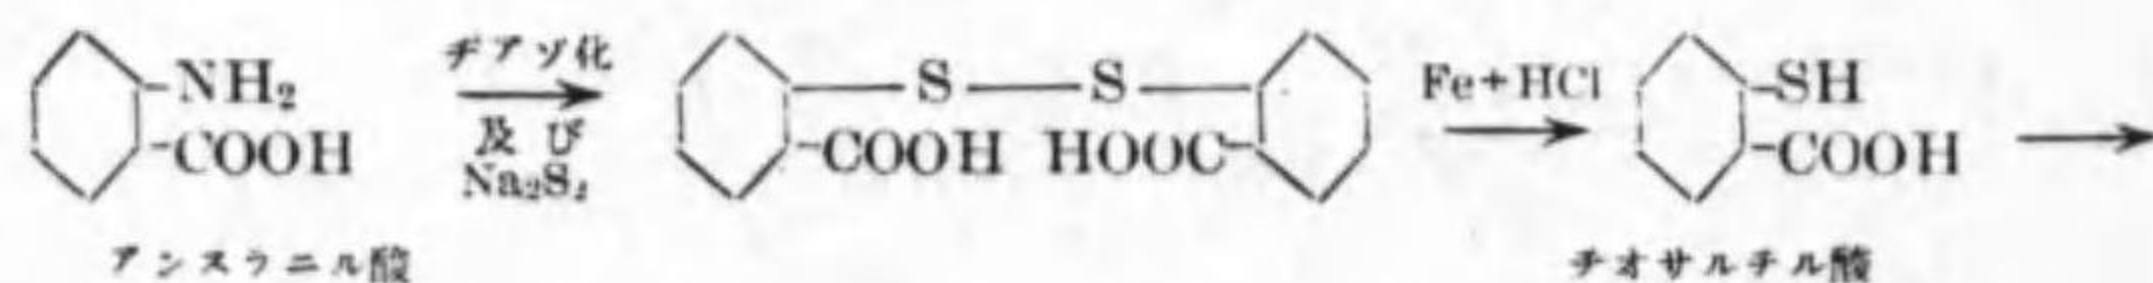 NH₂
COOH
アンスラニル酸
ヂアゾ化
及び
Na₂S₂
S S
COOH HOOC
Fe+HCl
SH
COOH
チオサルチル酸